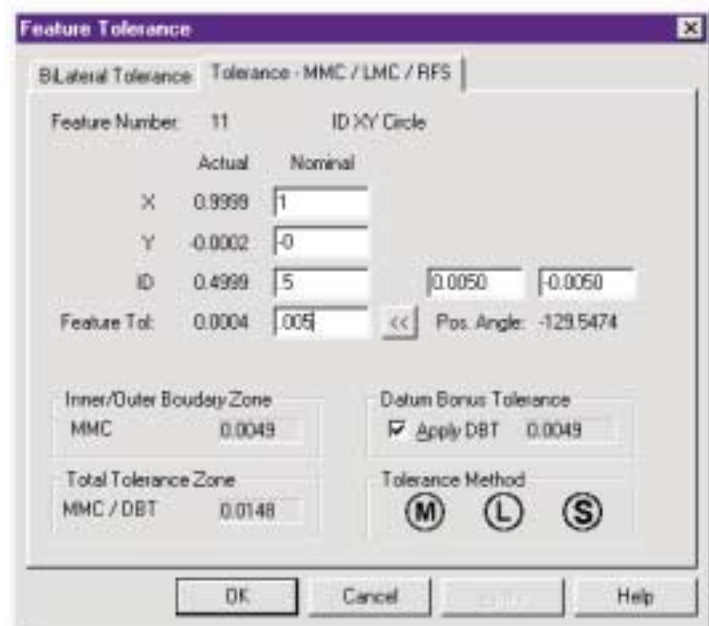 Feature Tolerance
BiLateral Tolerance Tolerance - MMC / LMC / RFS
Feature Number: 11 ID XY Circle
Actual Nominal
X 0.9999 1
Y -0.0002 -0
ID 0.4999 .5 0.0050 -0.0050
Feature Tol: 0.0004 .005 << Pos. Angle: -129.5474
Inner/Outer Boudary Zone
MMC 0.0049
Datum Bonus Tolerance
Apply DBT 0.0049
Total Tolerance Zone
MMC / DBT 0.0148
Tolerance Method
M L S
OK Cancel Help